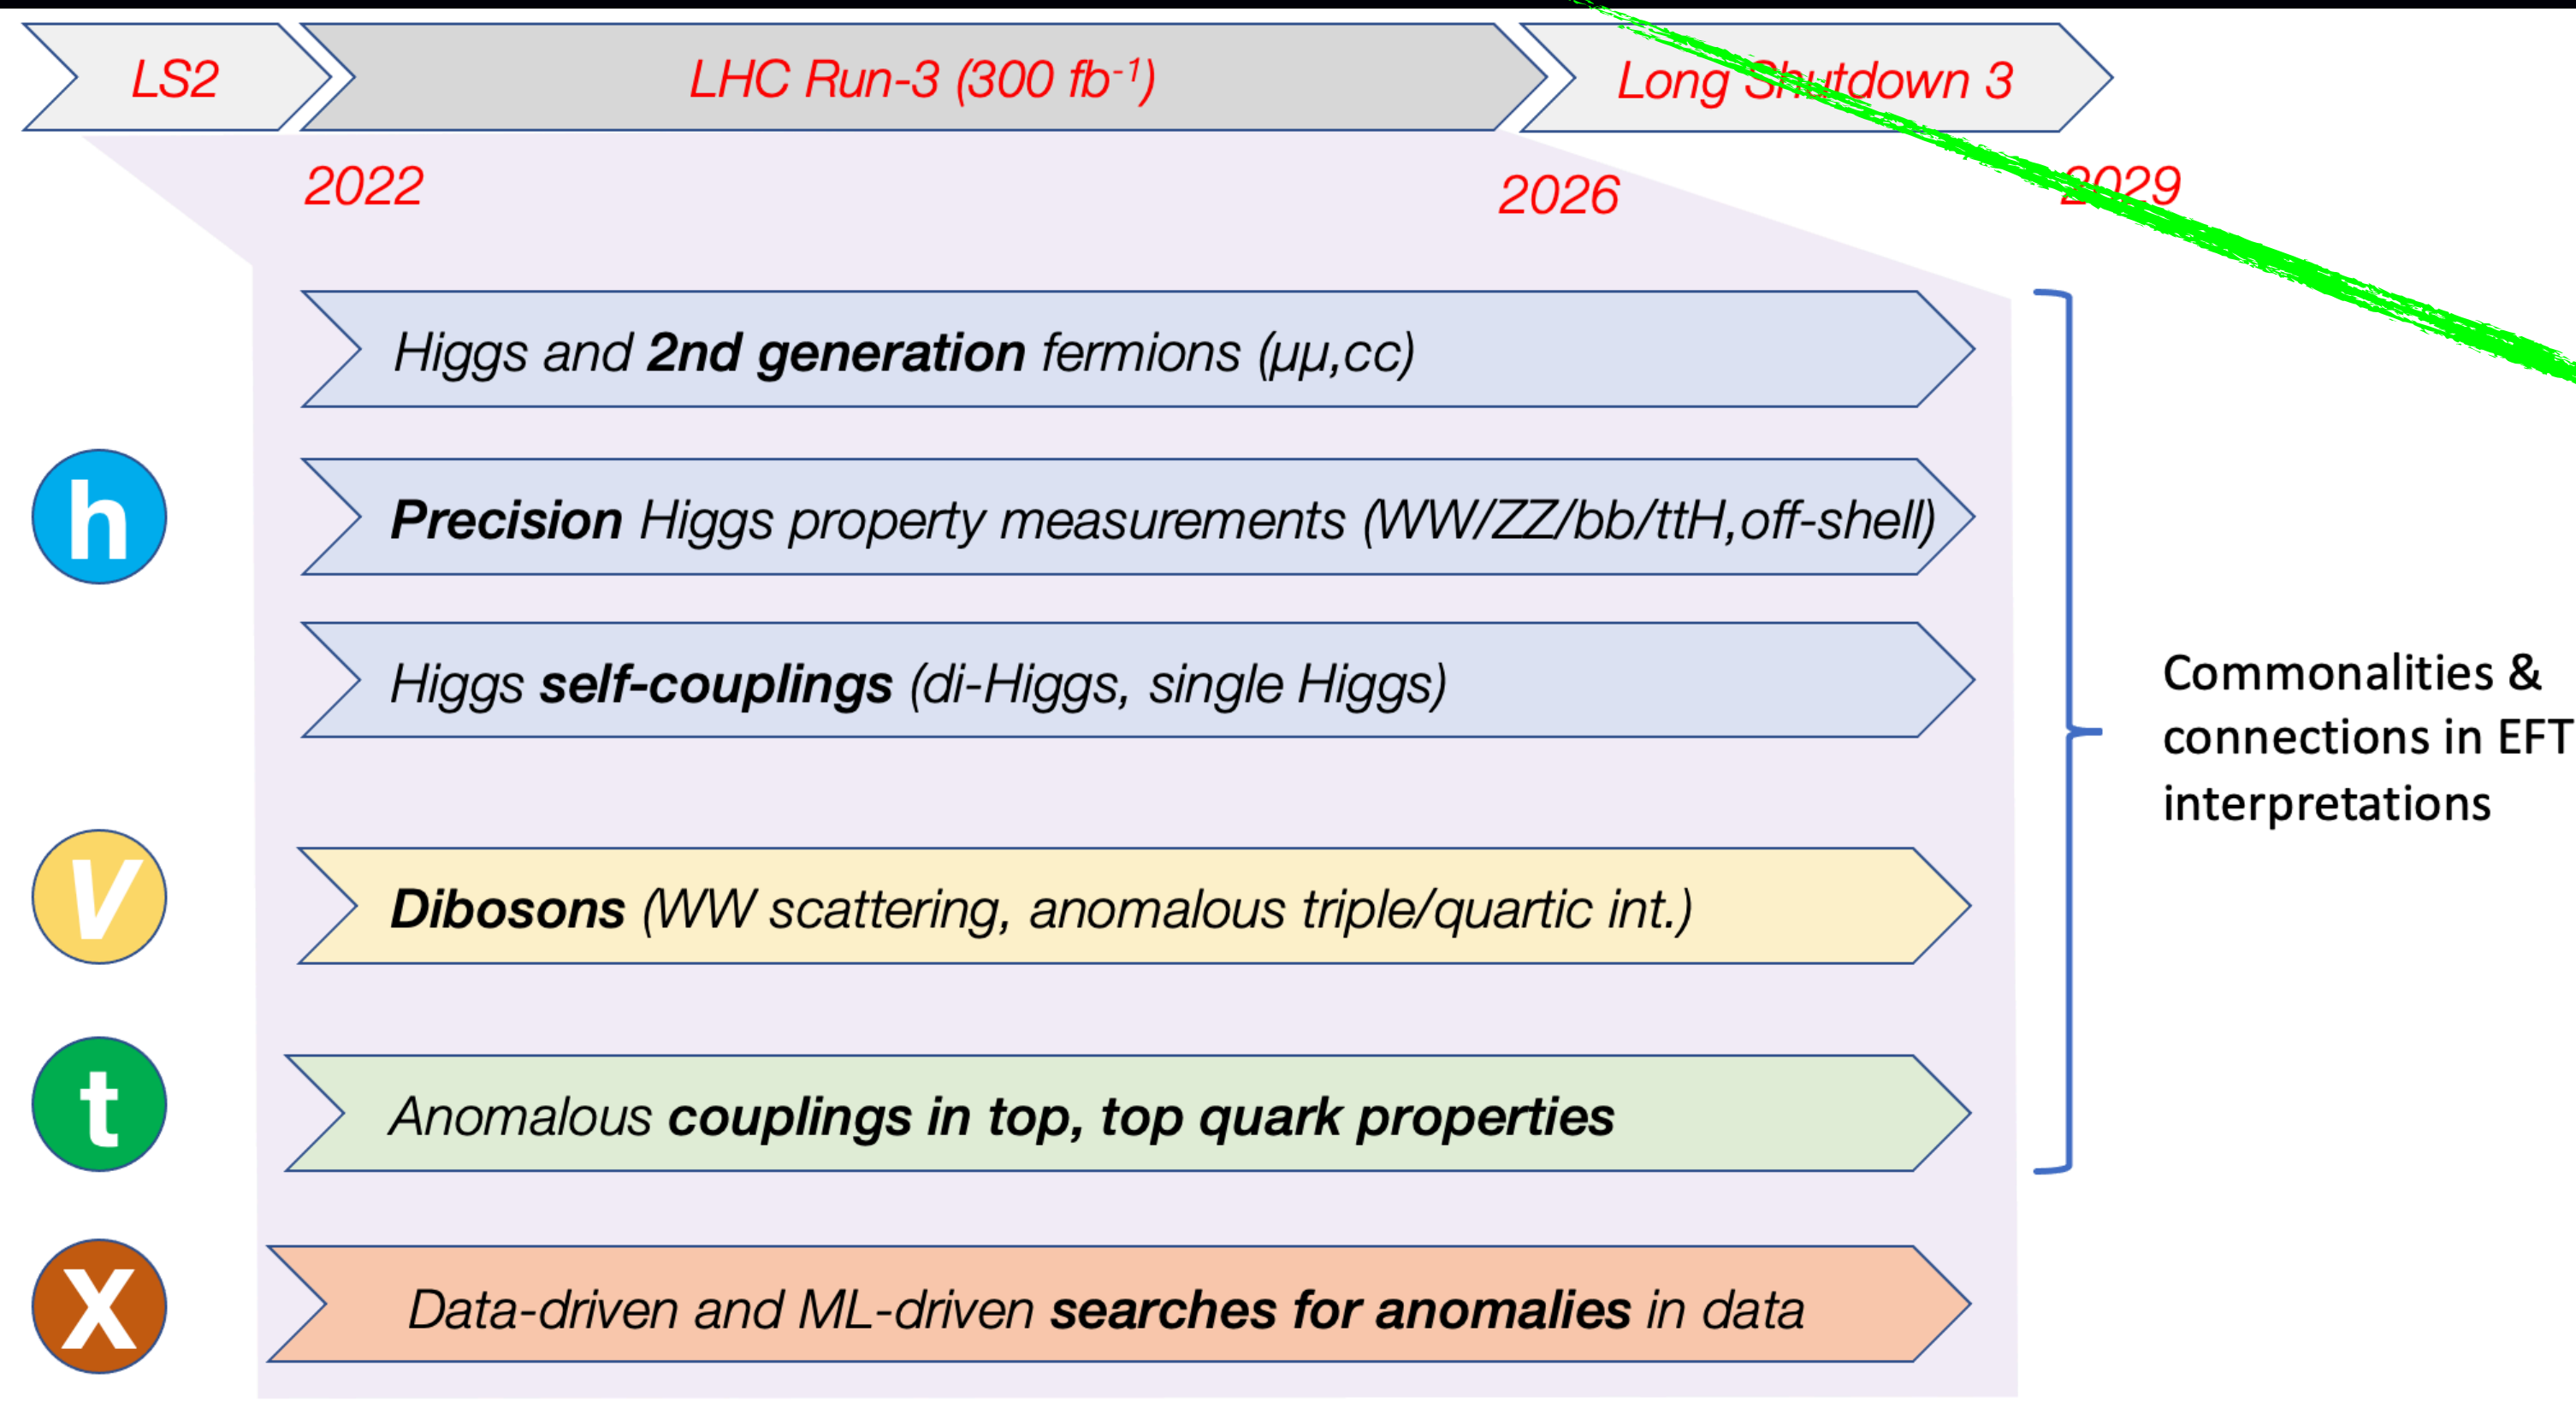 LS2
LHC Run-3 (300 fb⁻¹)
Long Shutdown 3
2022
2026
2029
Higgs and 2nd generation fermions (μμ,cc)
h
Precision Higgs property measurements (WW/ZZ/bb/ttH,off-shell)
Higgs self-couplings (di-Higgs, single Higgs)
Commonalities &
connections in EFT
interpretations
V
Dibosons (WW scattering, anomalous triple/quartic int.)
t
Anomalous couplings in top, top quark properties
X
Data-driven and ML-driven searches for anomalies in data